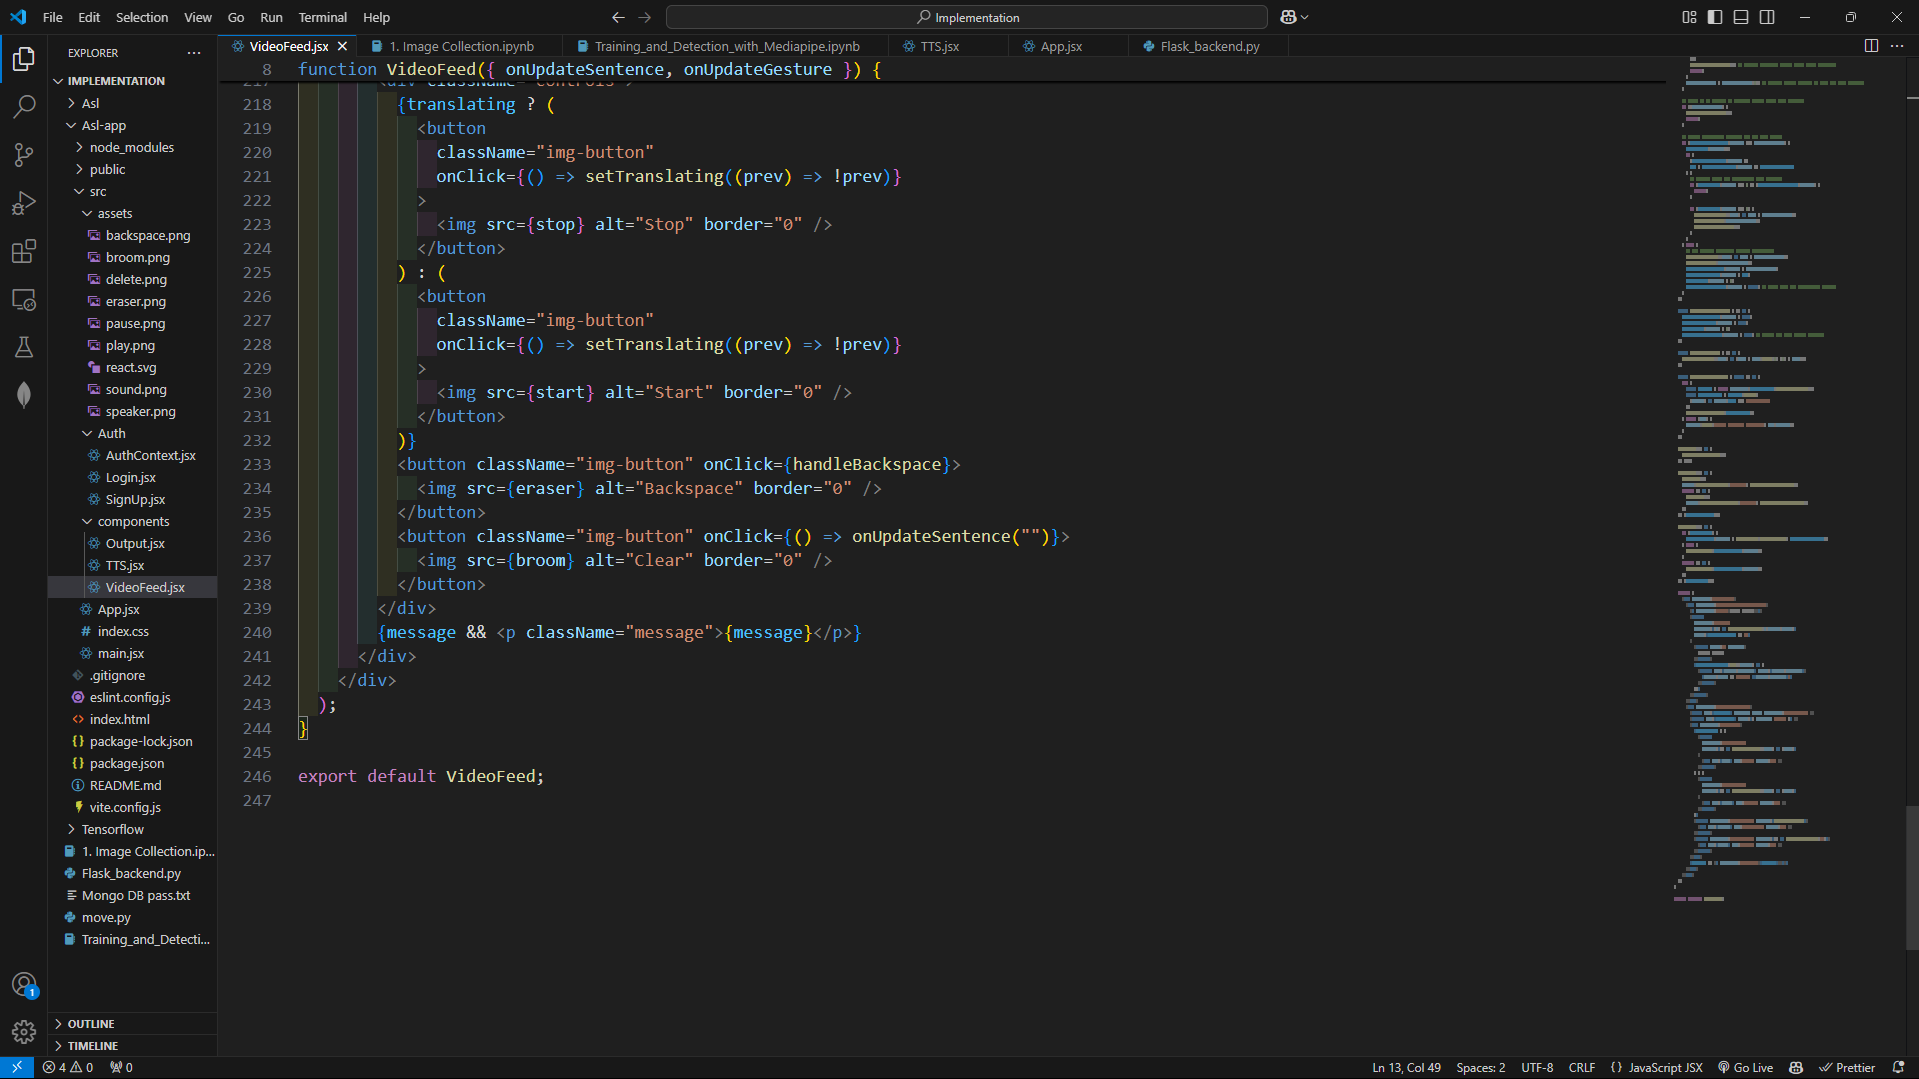 File Edit Selection View Go Run Terminal Help
Implementation
EXPLORER
IMPLEMENTATION
Asl
Asl-app
node_modules
public
src
assets
backspace.png
broom.png
delete.png
eraser.png
pause.png
play.png
react.svg
sound.png
speaker.png
Auth
AuthContext.jsx
Login.jsx
SignUp.jsx
components
Output.jsx
TTS.jsx
VideoFeed.jsx
App.jsx
index.css
main.jsx
.gitignore
eslint.config.js
index.html
package-lock.json
package.json
README.md
vite.config.js
Tensorflow
1. Image Collection.ip...
Flask_backend.py
Mongo DB pass.txt
move.py
Training_and_Detecti...
OUTLINE
TIMELINE
VideoFeed.jsx 1. Image Collection.ipynb Training_and_Detection_with_Mediapipe.ipynb TTS.jsx App.jsx Flask_backend.py
8 function VideoFeed({ onUpdateSentence, onUpdateGesture }) {
217 <div className="controls">
218 {translating ? (
219 <button
220 className="img-button"
221 onClick={() => setTranslating((prev) => !prev)}
222 >
223 <img src={stop} alt="Stop" border="0" />
224 </button>
225 ) : (
226 <button
227 className="img-button"
228 onClick={() => setTranslating((prev) => !prev)}
229 >
230 <img src={start} alt="Start" border="0" />
231 </button>
232 )}
233 <button className="img-button" onClick={handleBackspace}>
234 <img src={eraser} alt="Backspace" border="0" />
235 </button>
236 <button className="img-button" onClick={() => onUpdateSentence("")}>
237 <img src={broom} alt="Clear" border="0" />
238 </button>
239 </div>
240 {message && <p className="message">{message}</p>}
241 </div>
242 </div>
243 );
244 }
245
246 export default VideoFeed;
247
1
4 0 0 Ln 13, Col 49 Spaces: 2 UTF-8 CRLF {} JavaScript JSX Go Live Prettier